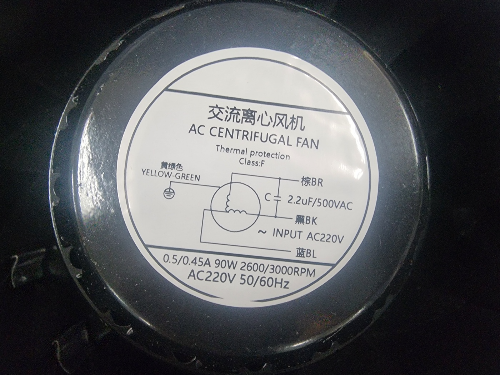 交流离心风机
AC CENTRIFUGAL FAN
Thermal protection
Class:F
黄绿色
YELLOW-GREEN
棕BR
C 2.2uF/500VAC
黑BK
~ INPUT AC220V
蓝BL
0.5/0.45A 90W 2600/3000RPM
AC220V 50/60Hz